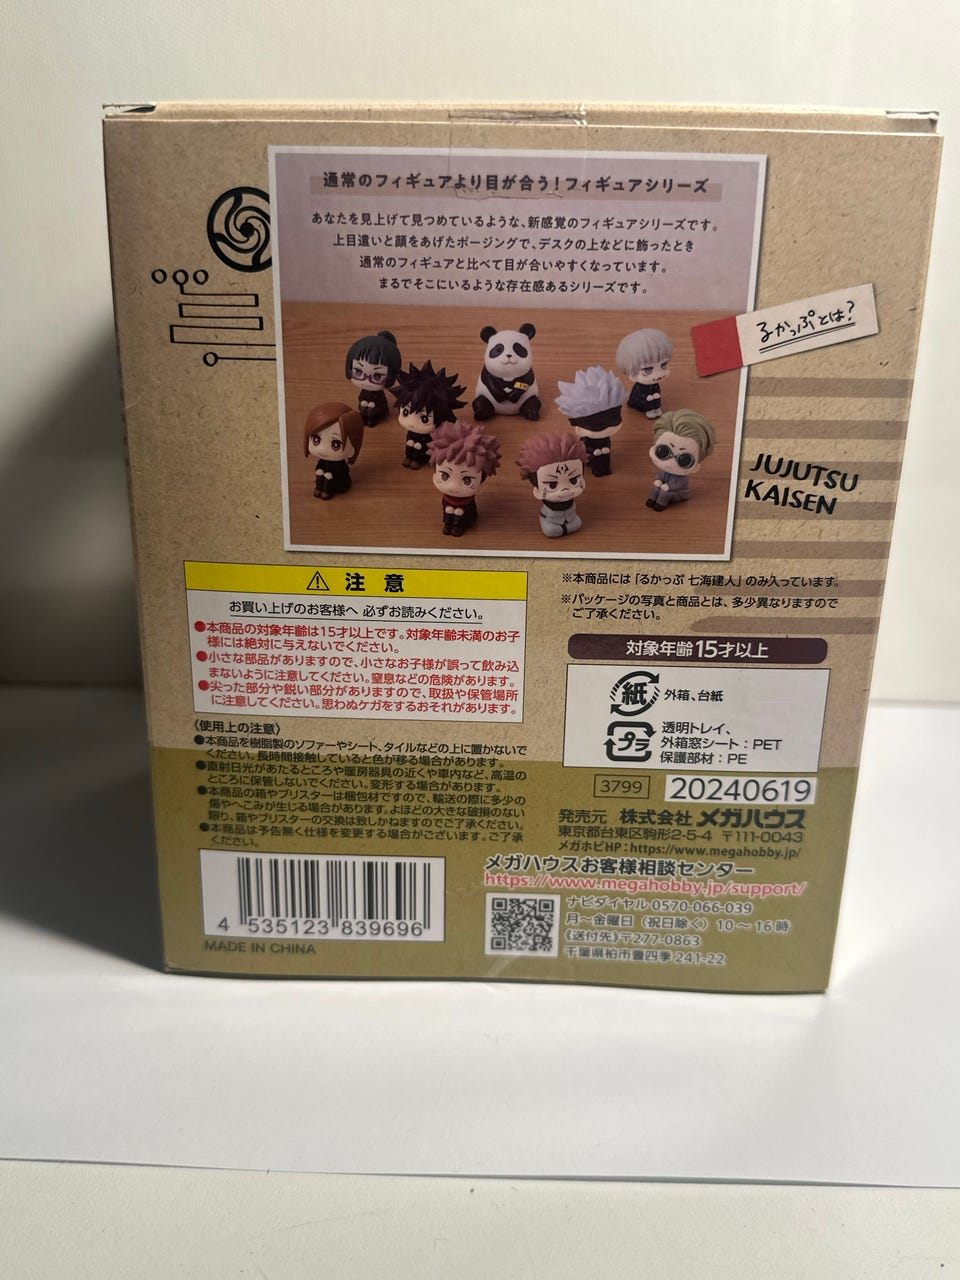 通常のフィギュアより目が合う!フィギュアシリーズ
あなたを見上げて見つめているような、新感覚のフィギュアシリーズです。
上目遣いと顔をあげたポージングで、デスクの上などに飾ったとき
通常のフィギュアと比べて目が合いやすくなっています。
まるでそこにいるような存在感あるシリーズです。
るかっぷとは?
JUJUTSU
KAISEN
⚠ 注意
お買い上げのお客様へ 必ずお読みください。
●本商品の対象年齢は15才以上です。対象年齢未満のお子
様には絶対に与えないでください。
●小さな部品がありますので、小さなお子様が誤って飲み込
まないように注意してください。窒息などの危険があります。
●尖った部分や鋭い部分がありますので、取扱や保管場所
に注意してください。思わぬケガをするおそれがあります。
〈使用上の注意〉
●本商品を樹脂製のソファーやシート、タイルなどの上に置かないで
ください。長時間接触していると色が移る場合があります。
●直射日光があたるところや暖房器具の近くや車内など、高温の
ところに保管しないでください。変形する場合があります。
●本商品の箱やブリスターは梱包材ですので、輸送の際に多少の
傷やへこみが生じる場合があります。よほどの大きな破損のない
限り、箱やブリスターの交換は致しかねますのでご了承ください。
●本商品は予告無く仕様を変更する場合がございます。ご了承
ください。
4 535123 839696
MADE IN CHINA
※本商品には「るかっぷ 七海建人」のみ入っています。
※パッケージの写真と商品とは、多少異なりますので
ご了承ください。
対象年齢15才以上
紙 外箱、台紙
プラ 透明トレイ、
外箱窓シート:PET
保護部材:PE
3799 20240619
発売元 株式会社 メガハウス
東京都台東区駒形2-5-4 〒111-0043
メガホビHP:https://www.megahobby.jp/
メガハウスお客様相談センター
https://www.megahobby.jp/support/
ナビダイヤル 0570-066-039
月〜金曜日(祝日除く)10〜16時
《送付先》〒277-0863
千葉県柏市豊四季241-22